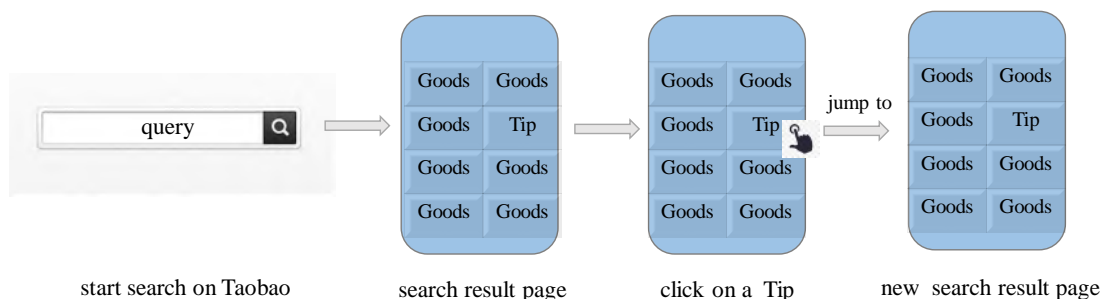 query
Goods Goods
Goods Tip
Goods Goods
Goods Goods
Goods Goods
Goods Tip
Goods Goods
Goods Goods
jump to
Goods Goods
Goods Tip
Goods Goods
Goods Goods
start search on Taobao
search result page
click on a Tip
new search result page